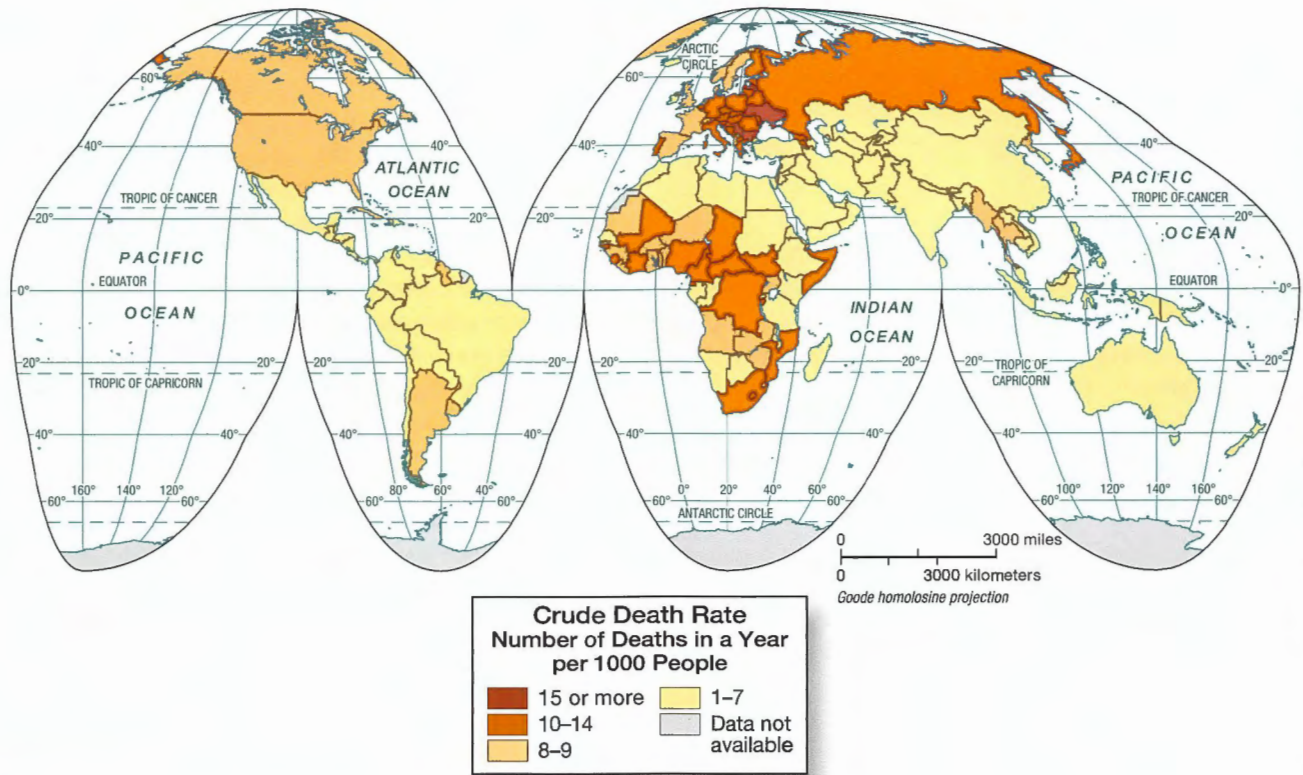 ARCTIC
CIRCLE
60°
60°
60°
40°
ATLANTIC
OCEAN
40°
40°
40°
PACIFIC
TROPIC OF CANCER
TROPIC OF CANCER
20°
20°
20°
20°
OCEAN
PACIFIC
EQUATOR
EQUATOR
0°
0°
0°
0°
OCEAN
INDIAN
OCEAN
20°
20°
20°
20°
20°
TROPIC OF CAPRICORN
TROPIC OF
CAPRICORN
40°
40°
40°
40°
40°
40°
160°
140°
120°
80°
60°
40°
0°
20°
40°
60°
100°
120°
140°
160°
60°
60°
60°
60°
60°
60°
60°
ANTARCTIC CIRCLE
0
3000 miles
0
3000 kilometers
Goode homolosine projection
Crude Death Rate
Number of Deaths in a Year
per 1000 People
15 or more
1–7
10–14
Data not
available
8–9